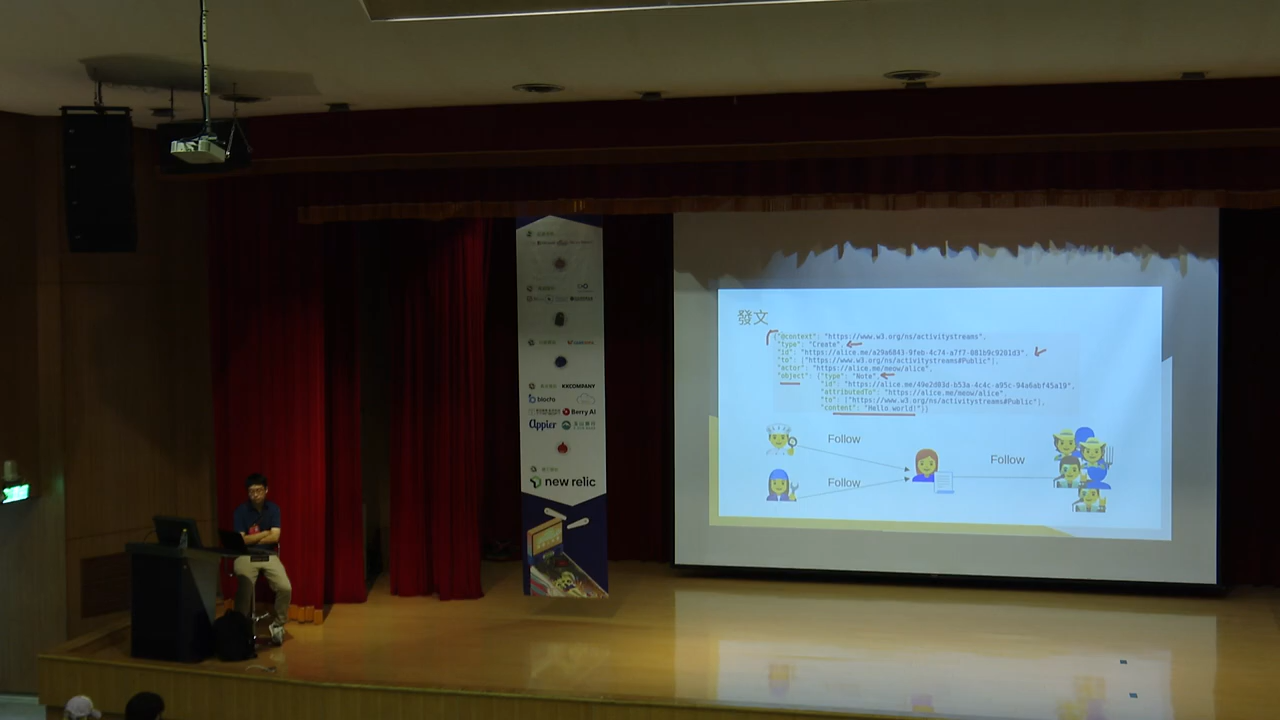 KKCOMPANY
Berry AI
Appier
new relic
發文
{"@context": "https://www.w3.org/ns/activitystreams",
"type": "Create",
"id": "https://alice.me/a29a6843-9feb-4c74-a7f7-081b9c9201d3",
"to": ["https://www.w3.org/ns/activitystreams#Public"],
"actor": "https://alice.me/meow/alice",
"object": {"type": "Note",
"id": "https://alice.me/49e2d03d-b53a-4c4c-a95c-94a6abf45a19",
"attributedTo": "https://alice.me/meow/alice",
"to": ["https://www.w3.org/ns/activitystreams#Public"],
"content": "Hello world!"}}
Follow
Follow
Follow